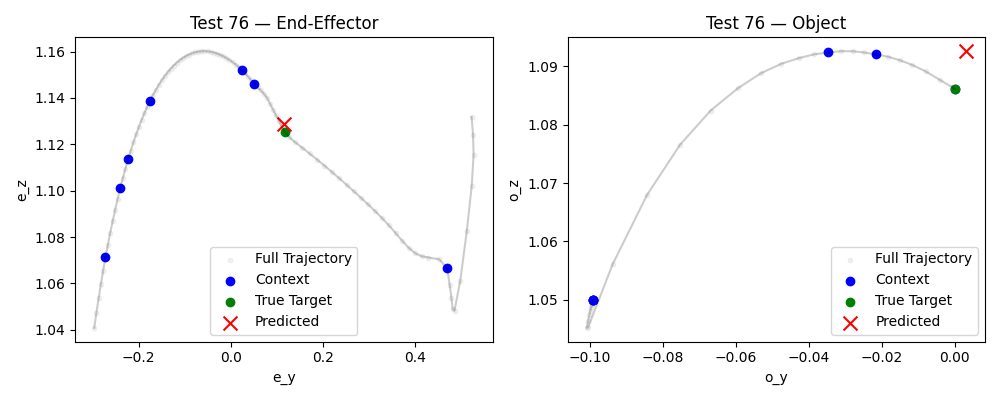 Test 76 — End-Effector
1.16
1.14
1.12
1.10
1.08
1.06
1.04
e_z
−0.2
0.0
0.2
0.4
e_y
Full Trajectory
Context
True Target
Predicted
Test 76 — Object
1.09
1.08
1.07
1.06
1.05
o_z
−0.10
−0.08
−0.06
−0.04
−0.02
0.00
o_y
Full Trajectory
Context
True Target
Predicted